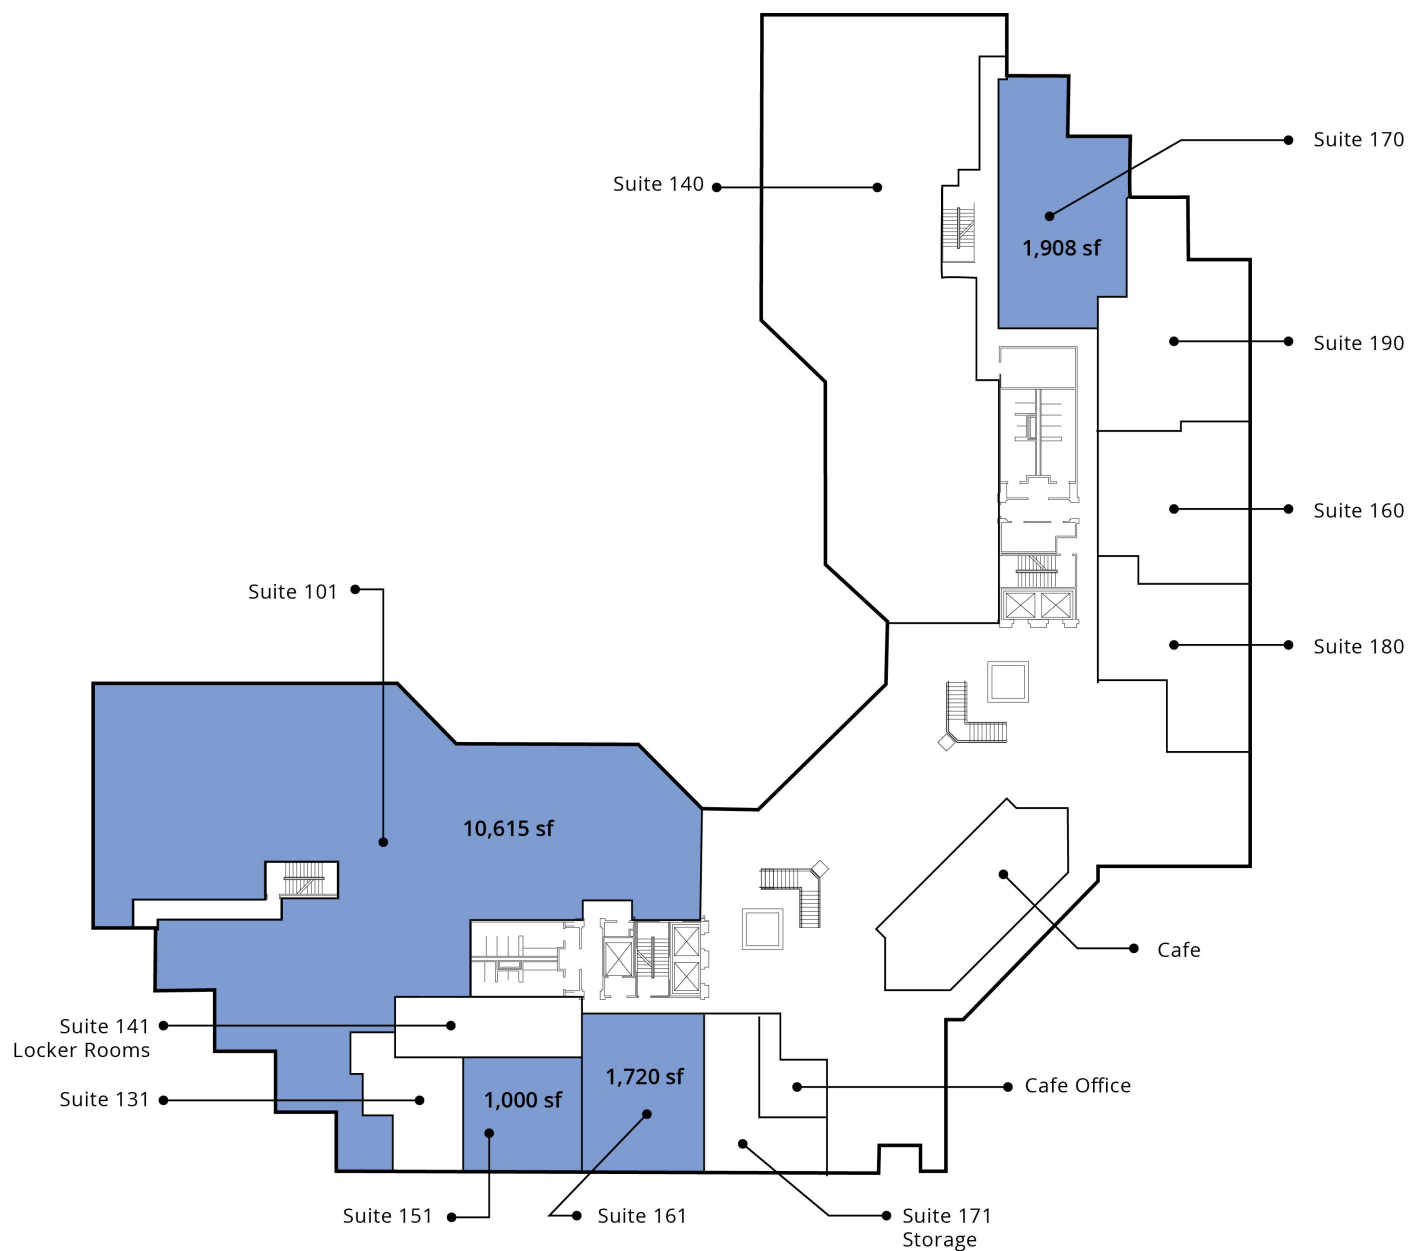 Suite 170
Suite 140
1,908 sf
Suite 190
Suite 160
Suite 101
Suite 180
10,615 sf
Cafe
Suite 141
Locker Rooms
1,720 sf
Cafe Office
Suite 131
1,000 sf
Suite 151
Suite 161
Suite 171
Storage